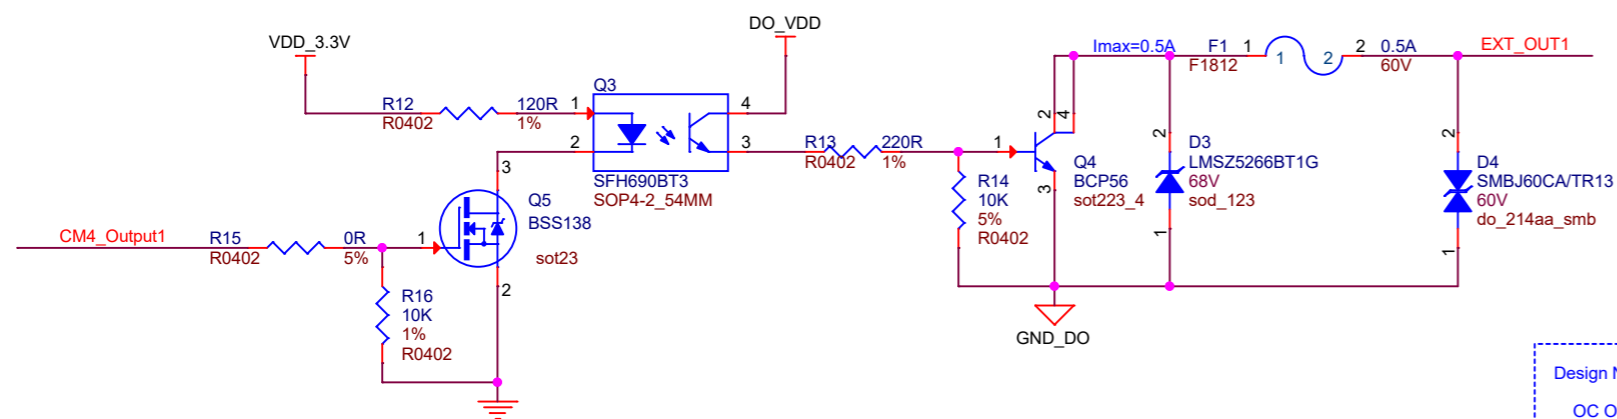 DO_VDD
VDD_3.3V
Imax=0.5A
F1
1
2
0.5A
EXT_OUT1
F1812
1
2
60V
Q3
R12
120R
1
4
R0402
1%
2
3
R13
220R
R0402
1%
SFH690BT3
SOP4-2_54MM
2
4
1
Q4
BCP56
sot223_4
3
2
D3
LMSZ5266BT1G
68V
sod_123
1
2
D4
SMBJ60CA/TR13
60V
do_214aa_smb
1
R14
10K
5%
R0402
3
Q5
BSS138
sot23
CM4_Output1
R15
0R
1
R0402
5%
2
R16
10K
1%
R0402
GND_DO
Design N
OC O